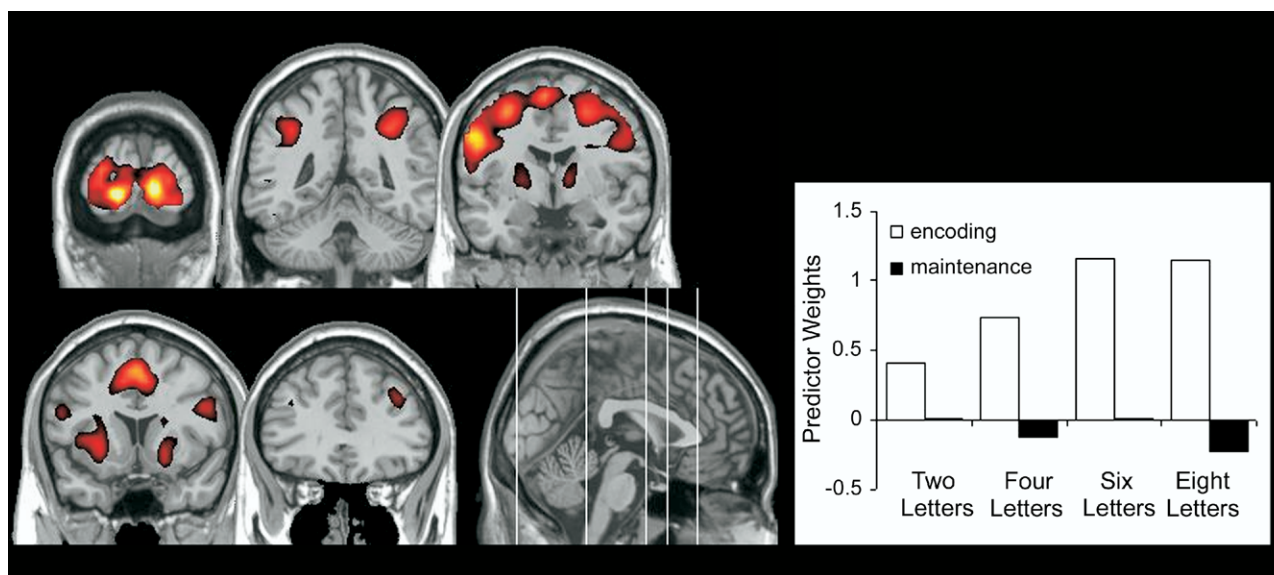 1.5
encoding
maintenance
1
0.5
0
-0.5
Predictor Weights
Two
Letters
Four
Letters
Six
Letters
Eight
Letters